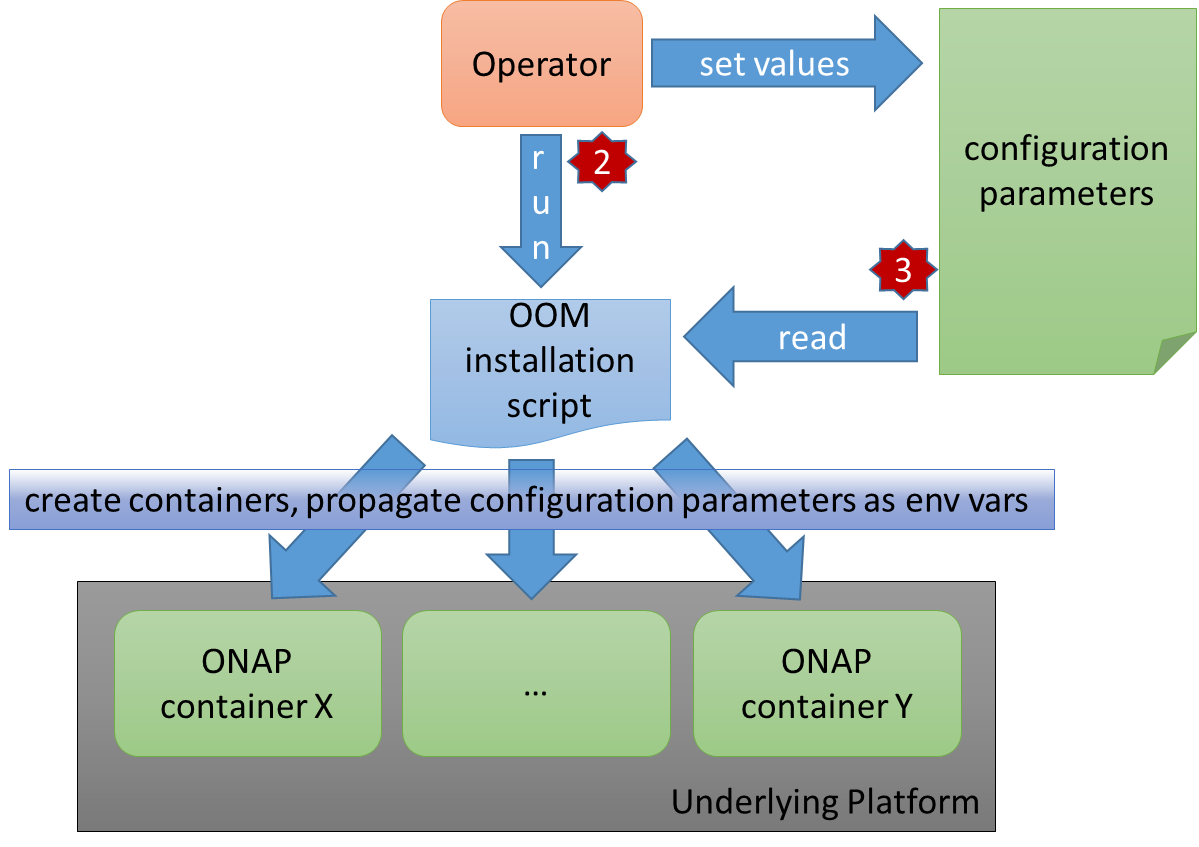 Operator
set values
configuration
parameters
run
2
3
OOM
installation
script
read
create containers, propagate configuration parameters as env vars
ONAP
container X
...
ONAP
container Y
Underlying Platform